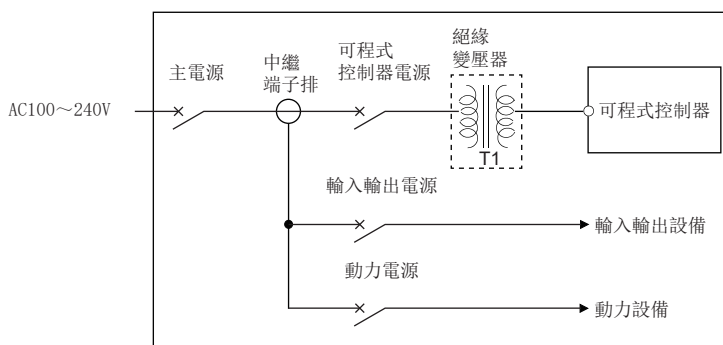 AC100～240V
主電源
中繼
端子排
可程式
控制器電源
絕緣
變壓器
T1
可程式控制器
輸入輸出電源
輸入輸出設備
動力電源
動力設備